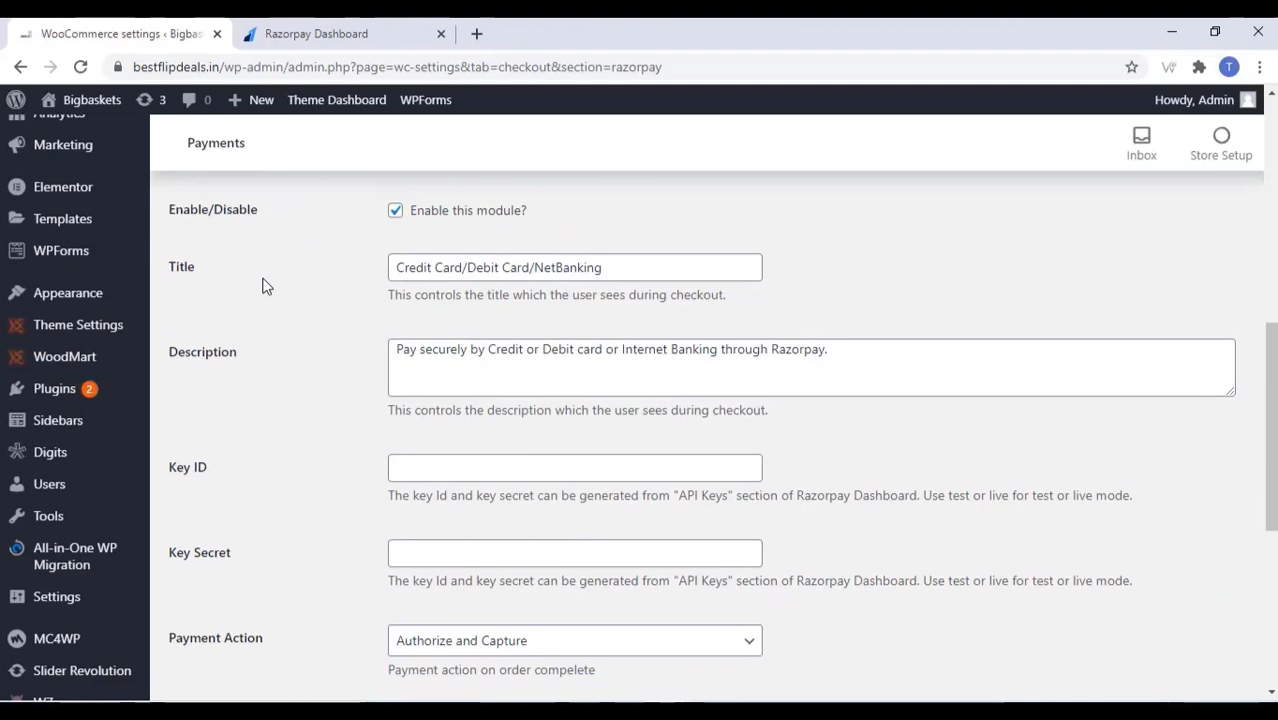 WooCommerce settings ‹ Bigbas
Razorpay Dashboard
bestflipdeals.in/wp-admin/admin.php?page=wc-settings&tab=checkout&section=razorpay
T
Bigbaskets
3
0
New
Theme Dashboard
WPForms
Howdy, Admin
Analytics
Marketing
Elementor
Templates
WPForms
Appearance
Theme Settings
WoodMart
Plugins 2
Sidebars
Digits
Users
Tools
All-in-One WP
Migration
Settings
MC4WP
Slider Revolution
Payments
Inbox
Store Setup
Enable/Disable
Enable this module?
Title
Credit Card/Debit Card/NetBanking
This controls the title which the user sees during checkout.
Description
Pay securely by Credit or Debit card or Internet Banking through Razorpay.
This controls the description which the user sees during checkout.
Key ID
The key Id and key secret can be generated from "API Keys" section of Razorpay Dashboard. Use test or live for test or live mode.
Key Secret
The key Id and key secret can be generated from "API Keys" section of Razorpay Dashboard. Use test or live for test or live mode.
Payment Action
Authorize and Capture
Payment action on order compelete